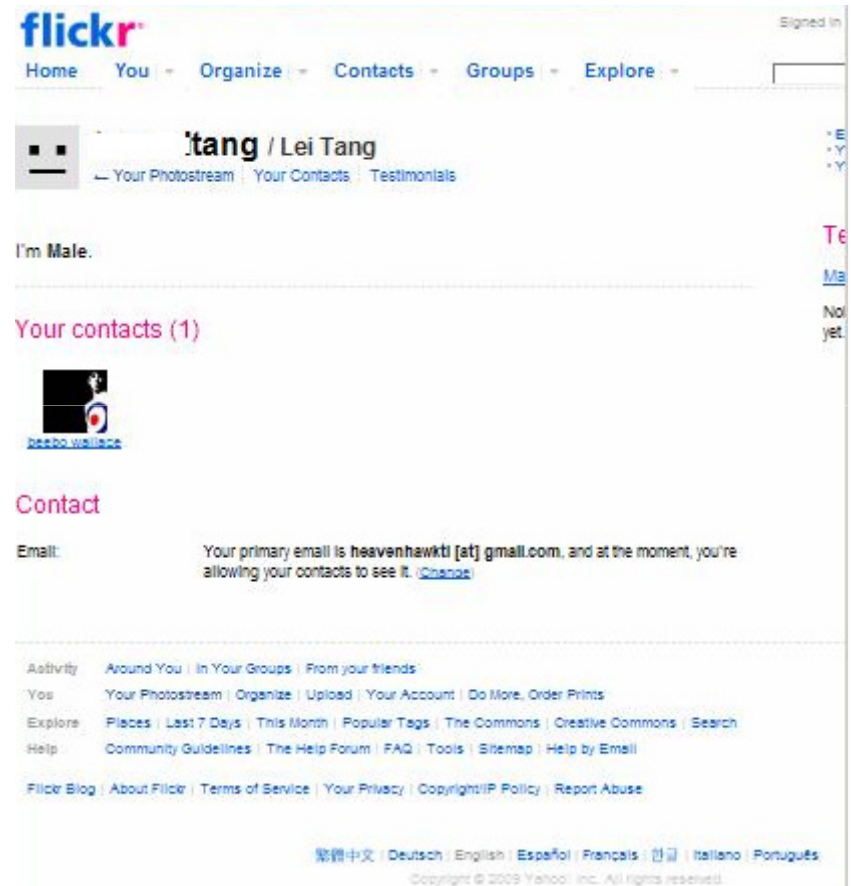 flickr
Signed in
Home You Organize Contacts Groups Explore
tang / Lei Tang
← Your Photostream Your Contacts Testimonials
I'm Male.
Your contacts (1)
beebo wallace
Contact
Email: Your primary email is heavenhawktl [at] gmail.com, and at the moment, you're
allowing your contacts to see it. (Change)
Te
Ma
yet.
Activity Around You | In Your Groups | From your friends
You Your Photostream | Organize | Upload | Your Account | Do More, Order Prints
Explore Places | Last 7 Days | This Month | Popular Tags | The Commons | Creative Commons | Search
Help Community Guidelines | The Help Forum | FAQ | Tools | Sitemap | Help by Email
Flickr Blog | About Flickr | Terms of Service | Your Privacy | Copyright/IP Policy | Report Abuse
繁體中文 | Deutsch | English | Español | Français | 한글 | Italiano | Português
Copyright © 2009 Yahoo! Inc. All rights reserved.